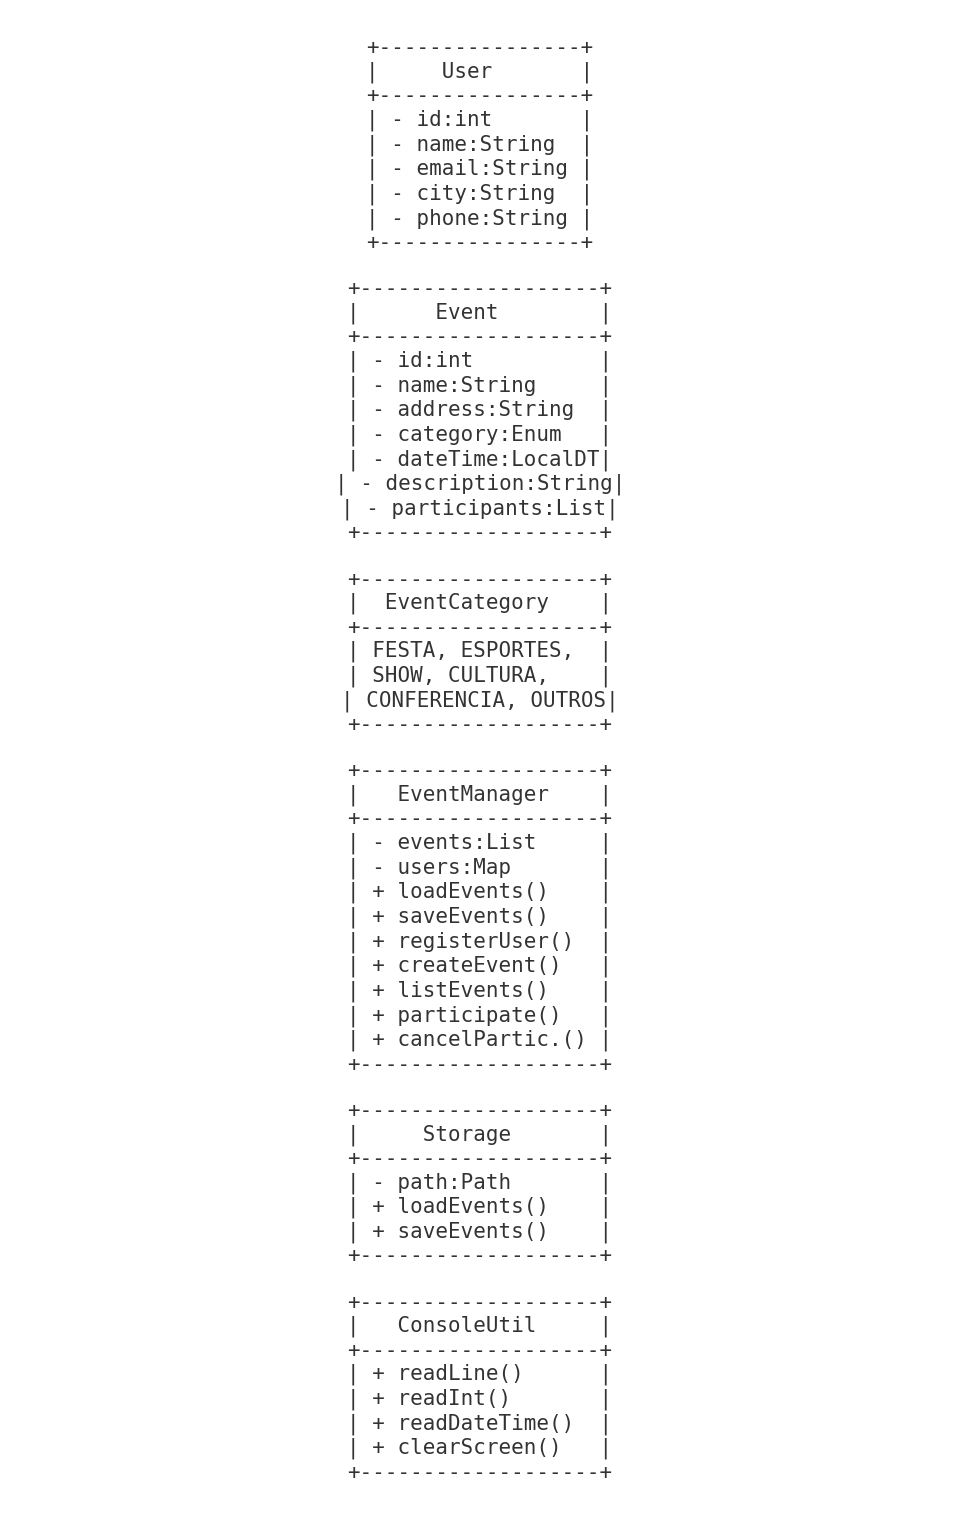 +----------------+
|     User       |
+----------------+
| - id:int       |
| - name:String  |
| - email:String |
| - city:String  |
| - phone:String |
+----------------+

+-------------------+
|      Event        |
+-------------------+
| - id:int          |
| - name:String     |
| - address:String  |
| - category:Enum   |
| - dateTime:LocalDT|
| - description:String|
| - participants:List|
+-------------------+

+-------------------+
|  EventCategory    |
+-------------------+
| FESTA, ESPORTES,  |
| SHOW, CULTURA,    |
| CONFERENCIA, OUTROS|
+-------------------+

+-------------------+
|   EventManager    |
+-------------------+
| - events:List     |
| - users:Map       |
| + loadEvents()    |
| + saveEvents()    |
| + registerUser()  |
| + createEvent()   |
| + listEvents()    |
| + participate()   |
| + cancelPartic.() |
+-------------------+

+-------------------+
|     Storage       |
+-------------------+
| - path:Path       |
| + loadEvents()    |
| + saveEvents()    |
+-------------------+

+-------------------+
|   ConsoleUtil     |
+-------------------+
| + readLine()      |
| + readInt()       |
| + readDateTime()  |
| + clearScreen()   |
+-------------------+